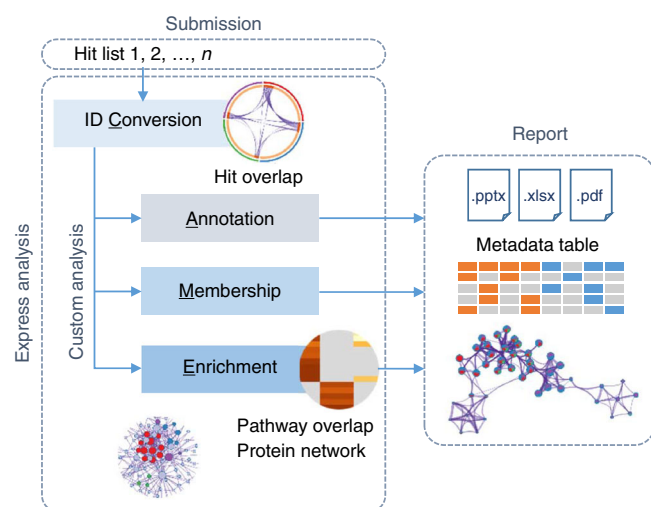 Submission
Hit list 1, 2, …, n
ID Conversion
Hit overlap
Annotation
Membership
Enrichment
Pathway overlap
Protein network
Express analysis
Custom analysis
Report
.pptx
.xlsx
.pdf
Metadata table